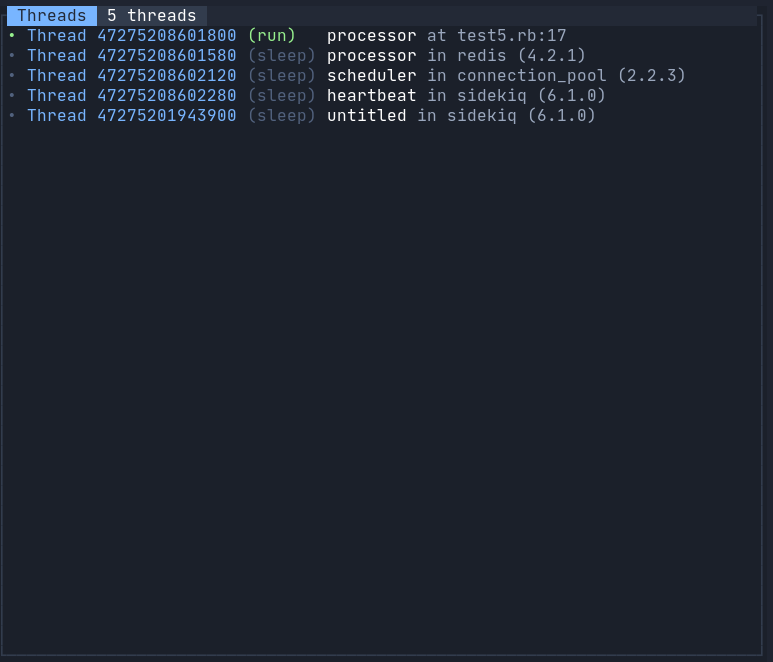 Threads 5 threads
• Thread 47275208601800 (run) processor at test5.rb:17
• Thread 47275208601580 (sleep) processor in redis (4.2.1)
• Thread 47275208602120 (sleep) scheduler in connection_pool (2.2.3)
• Thread 47275208602280 (sleep) heartbeat in sidekiq (6.1.0)
• Thread 47275201943900 (sleep) untitled in sidekiq (6.1.0)